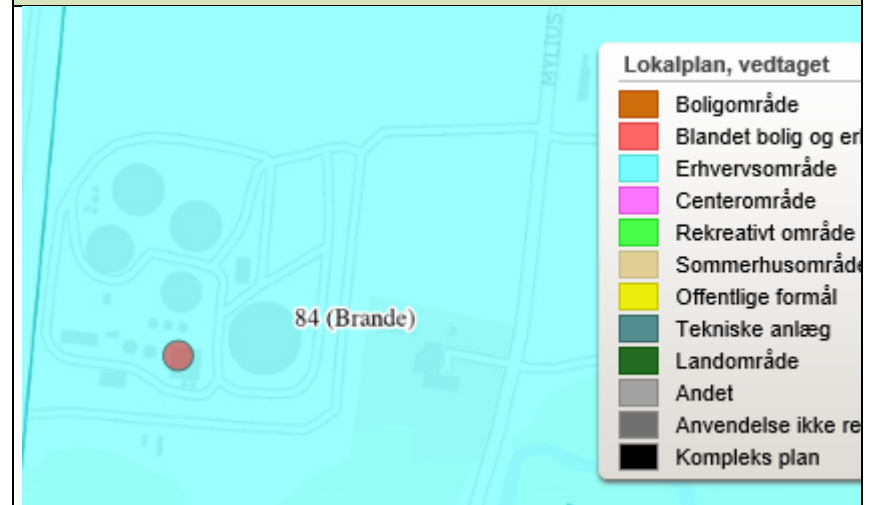 MYLIUS
84 (Brande)
Lokalplan, vedtaget
Boligområde
Blandet bolig og er
Erhvervsområde
Centerområde
Rekreativt område
Sommerhusområde
Offentlige formål
Tekniske anlæg
Landområde
Andet
Anvendelse ikke re
Kompleks plan